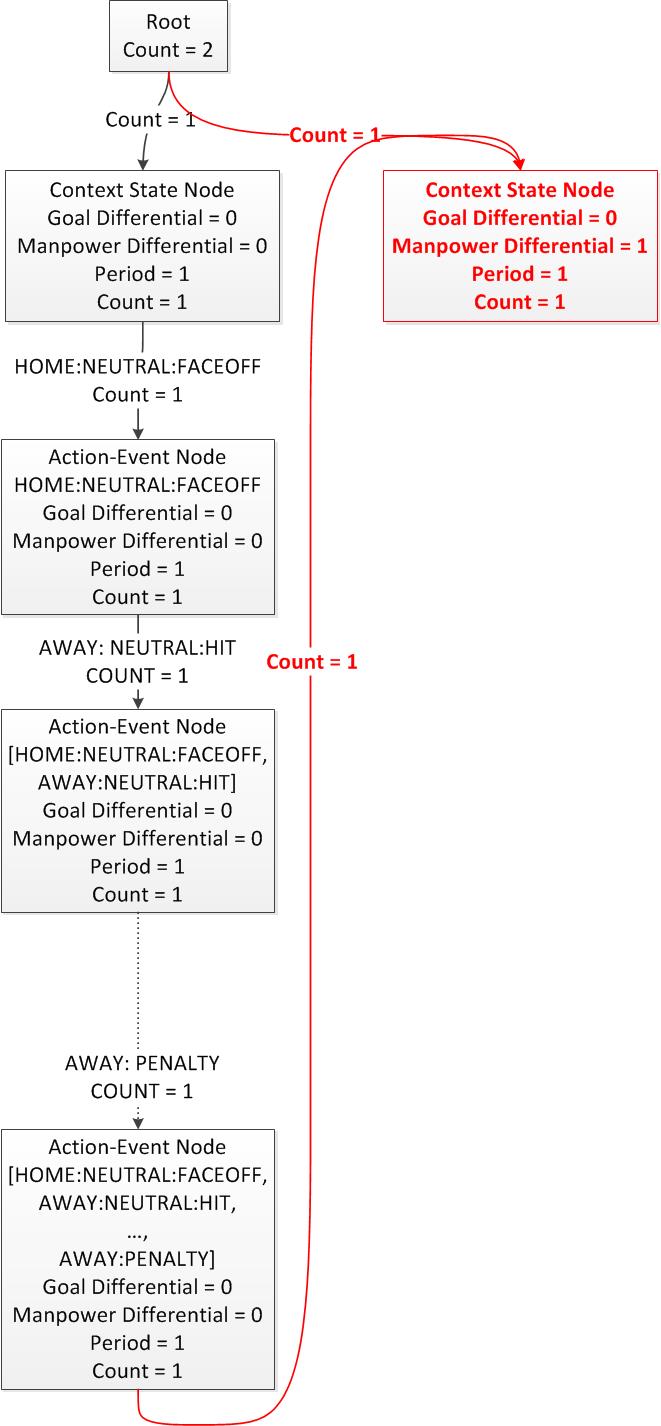 Root
Count = 2
Count = 1
Count = 1
Context State Node
Goal Differential = 0
Manpower Differential = 0
Period = 1
Count = 1
Context State Node
Goal Differential = 0
Manpower Differential = 1
Period = 1
Count = 1
HOME:NEUTRAL:FACEOFF
Count = 1
Action-Event Node
HOME:NEUTRAL:FACEOFF
Goal Differential = 0
Manpower Differential = 0
Period = 1
Count = 1
AWAY: NEUTRAL:HIT
COUNT = 1
Count = 1
Action-Event Node
[HOME:NEUTRAL:FACEOFF,
AWAY:NEUTRAL:HIT]
Goal Differential = 0
Manpower Differential = 0
Period = 1
Count = 1
AWAY: PENALTY
COUNT = 1
Action-Event Node
[HOME:NEUTRAL:FACEOFF,
AWAY:NEUTRAL:HIT,
...,
AWAY:PENALTY]
Goal Differential = 0
Manpower Differential = 0
Period = 1
Count = 1